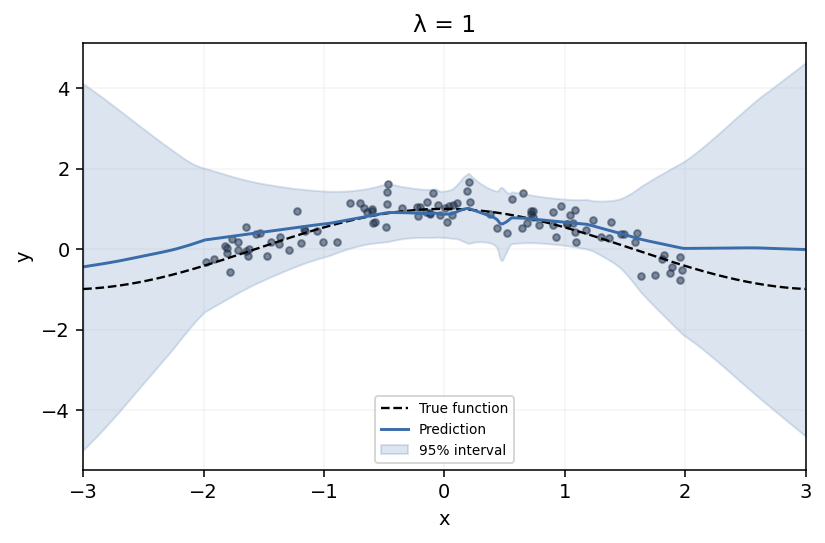 λ = 1
y
4
2
0
−2
−4
−3
−2
−1
0
1
2
3
x
True function
Prediction
95% interval